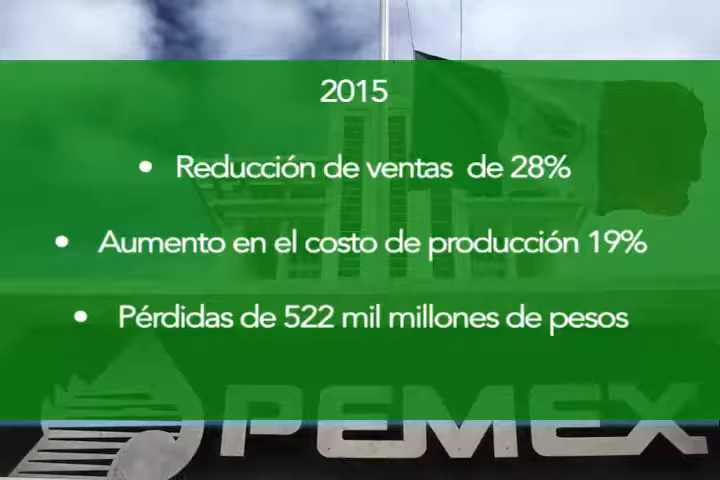 2015
• Reducción de ventas de 28%
• Aumento en el costo de producción 19%
• Pérdidas de 522 mil millones de pesos
PEMEX